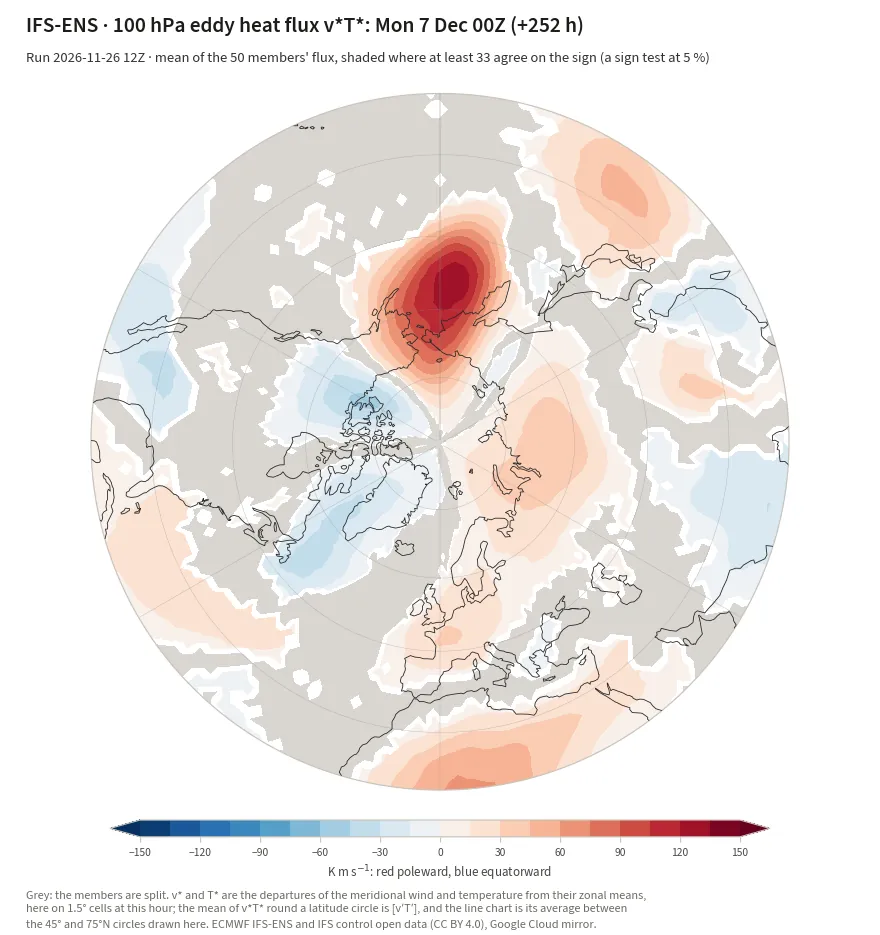 IFS-ENS · 100 hPa eddy heat flux v*T*: Mon 7 Dec 00Z (+252 h)
Run 2026-11-26 12Z · mean of the 50 members' flux, shaded where at least 33 agree on the sign (a sign test at 5 %)
−150 −120 −90 −60 −30 0 30 60 90 120 150
K m s⁻¹: red poleward, blue equatorward
Grey: the members are split. v* and T* are the departures of the meridional wind and temperature from their zonal means,
here on 1.5° cells at this hour; the mean of v*T* round a latitude circle is [v'T'], and the line chart is its average between
the 45° and 75°N circles drawn here. ECMWF IFS-ENS and IFS control open data (CC BY 4.0), Google Cloud mirror.